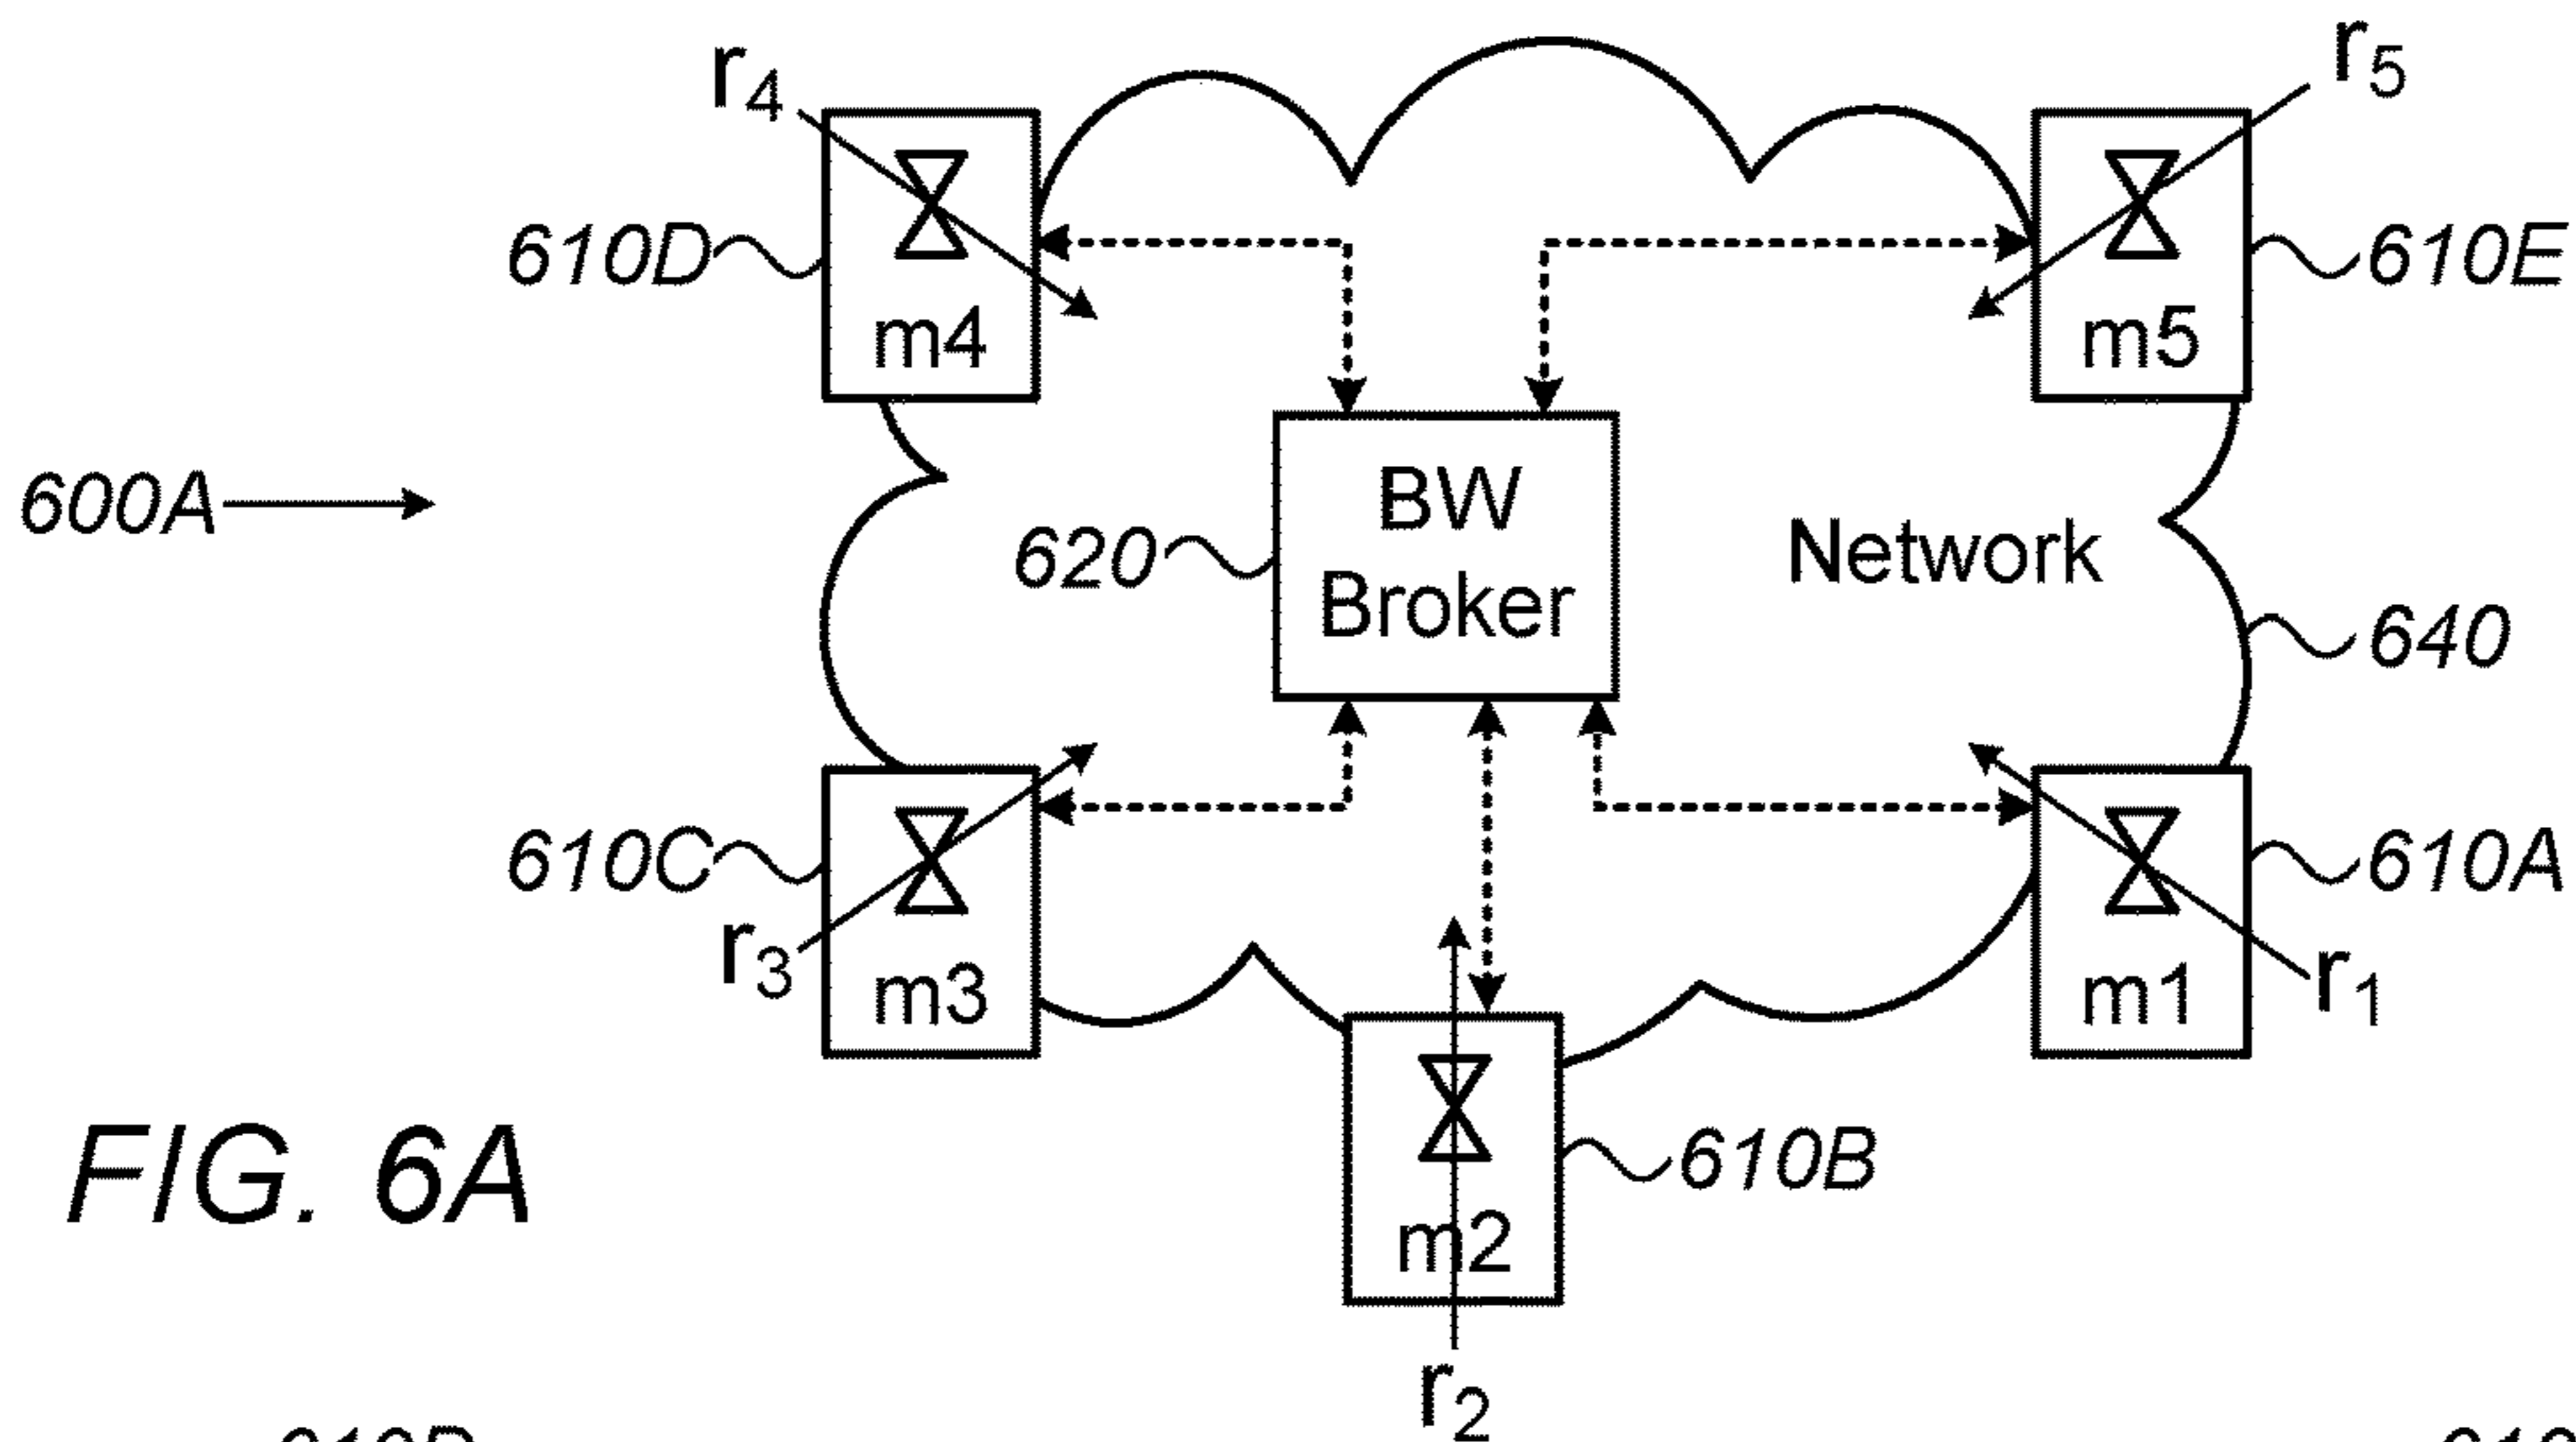 r4
r5
610D
m4
m5
610E
600A
620
BW
Broker
Network
640
610C
r3
m3
610A
m1
r1
610B
m2
FIG. 6A
r2